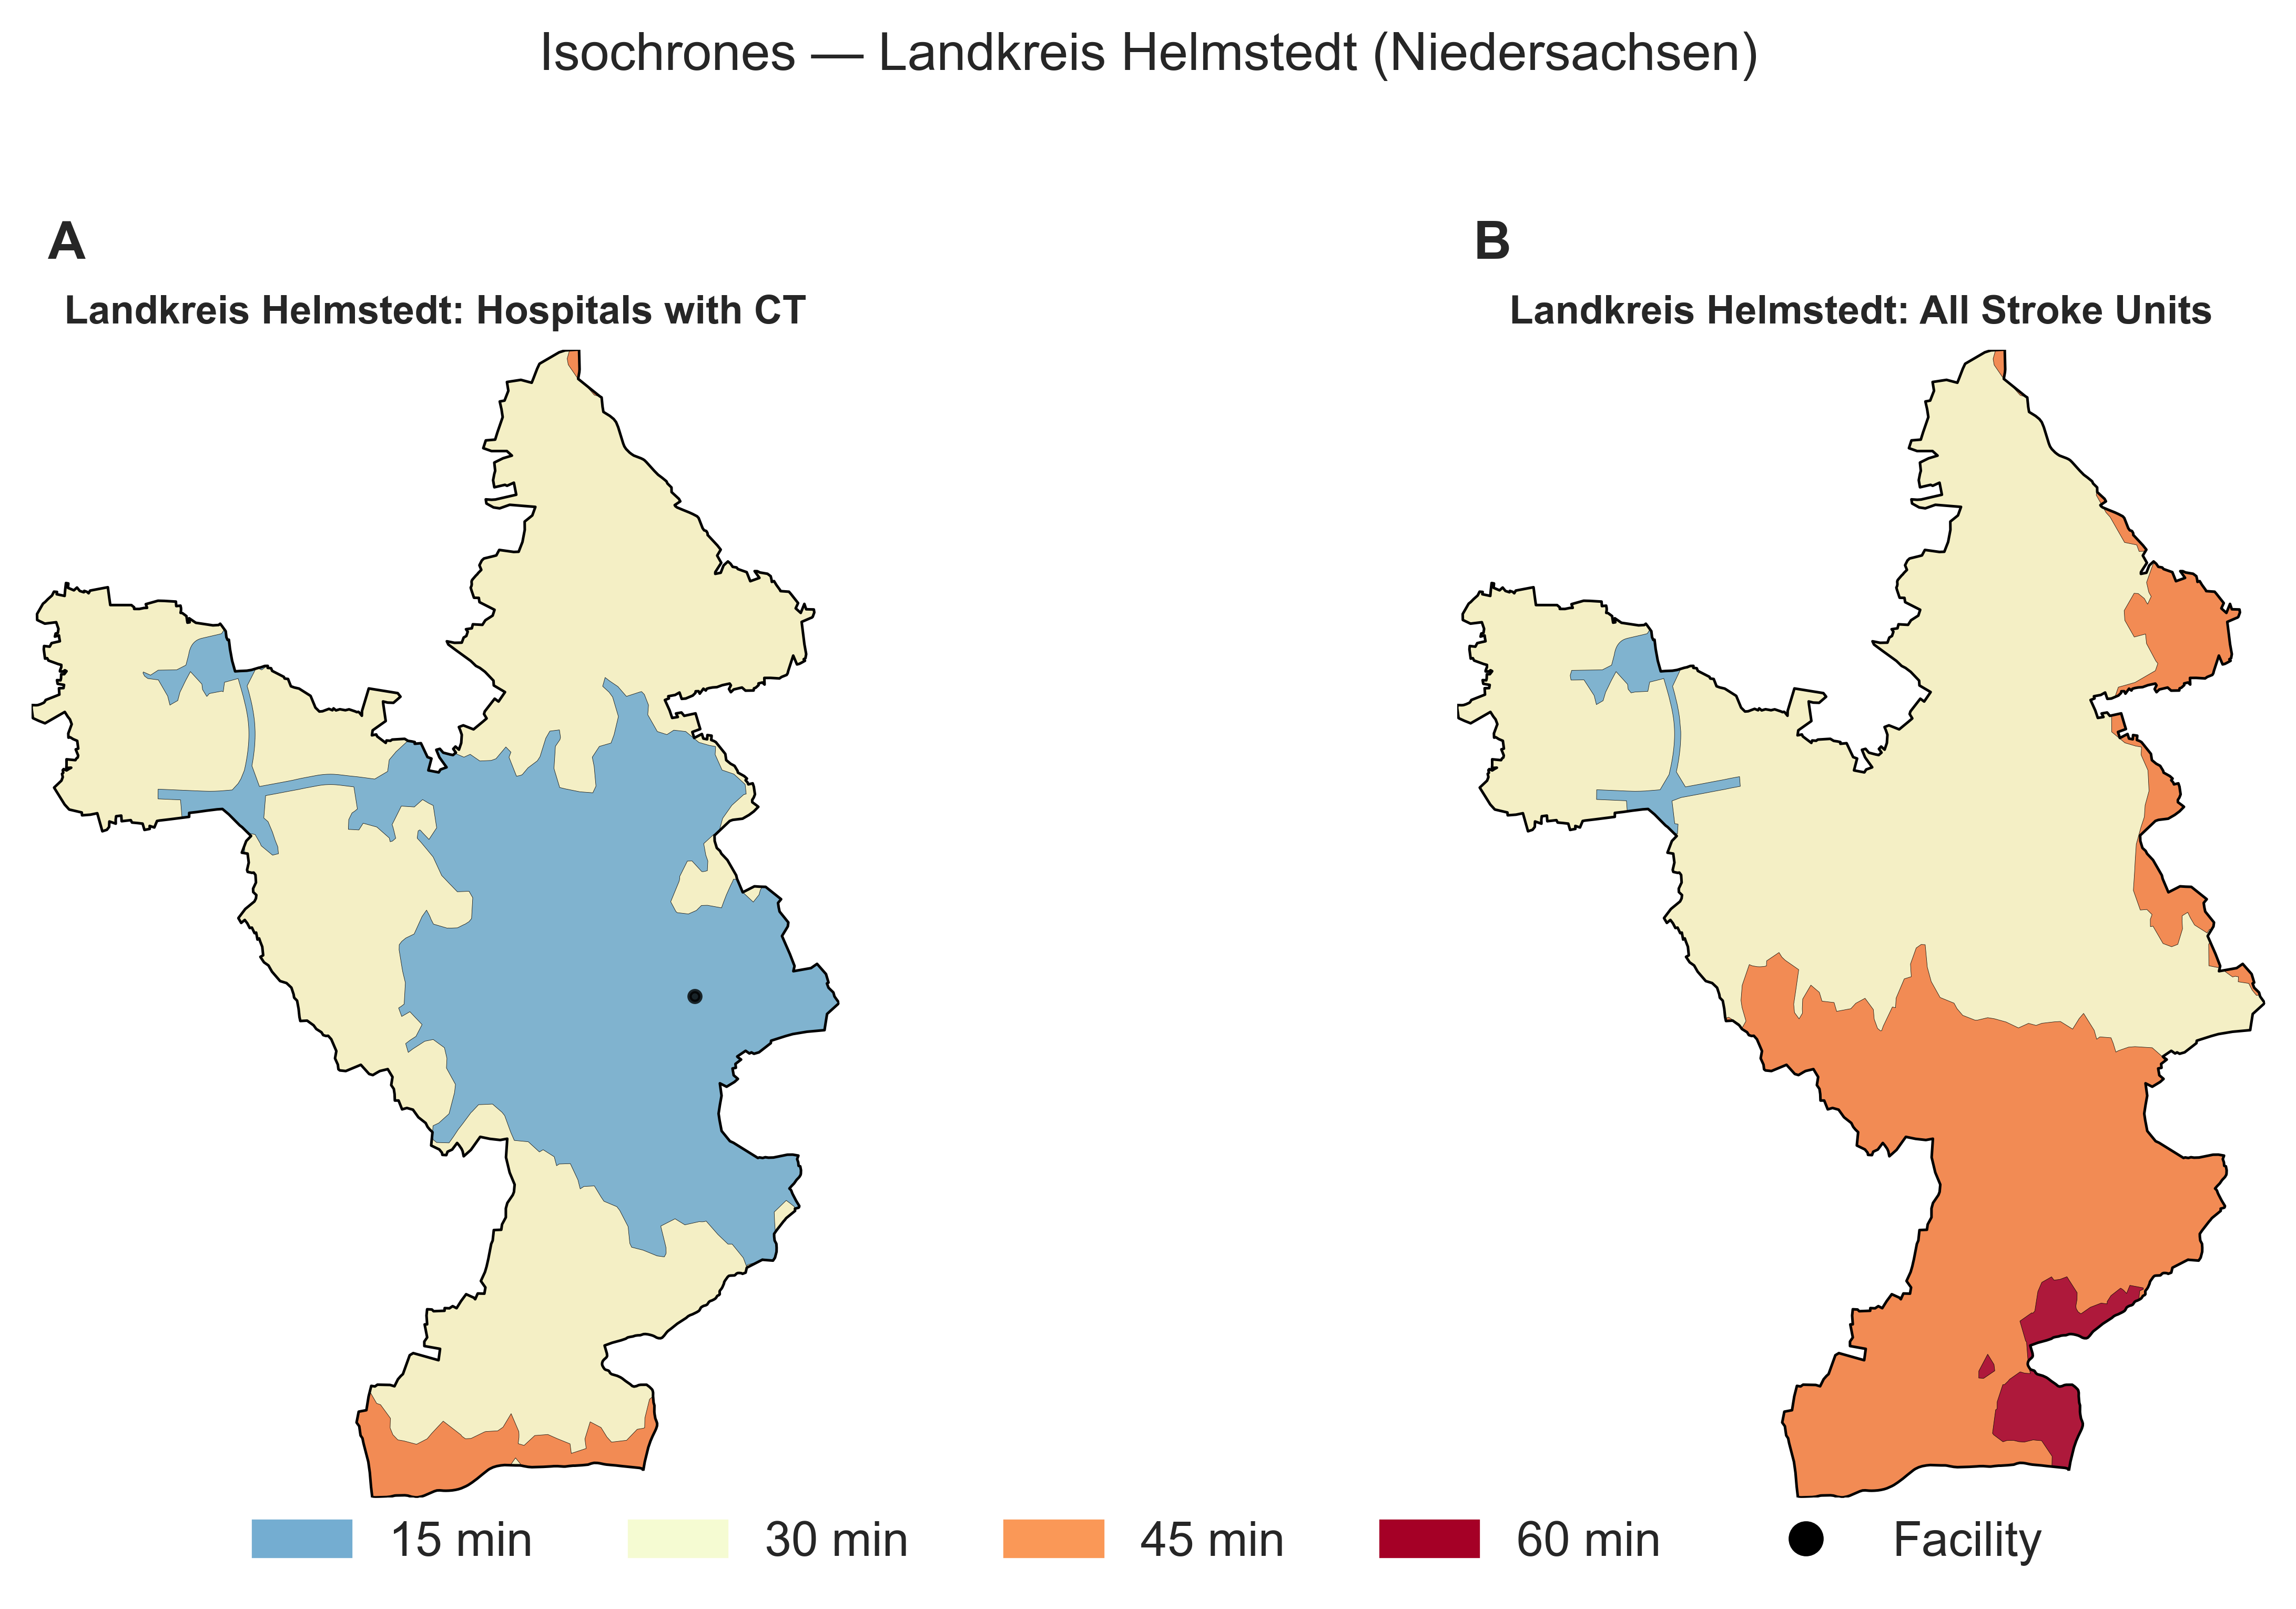 Isochrones — Landkreis Helmstedt (Niedersachsen)
A
Landkreis Helmstedt: Hospitals with CT
B
Landkreis Helmstedt: All Stroke Units
15 min
30 min
45 min
60 min
Facility